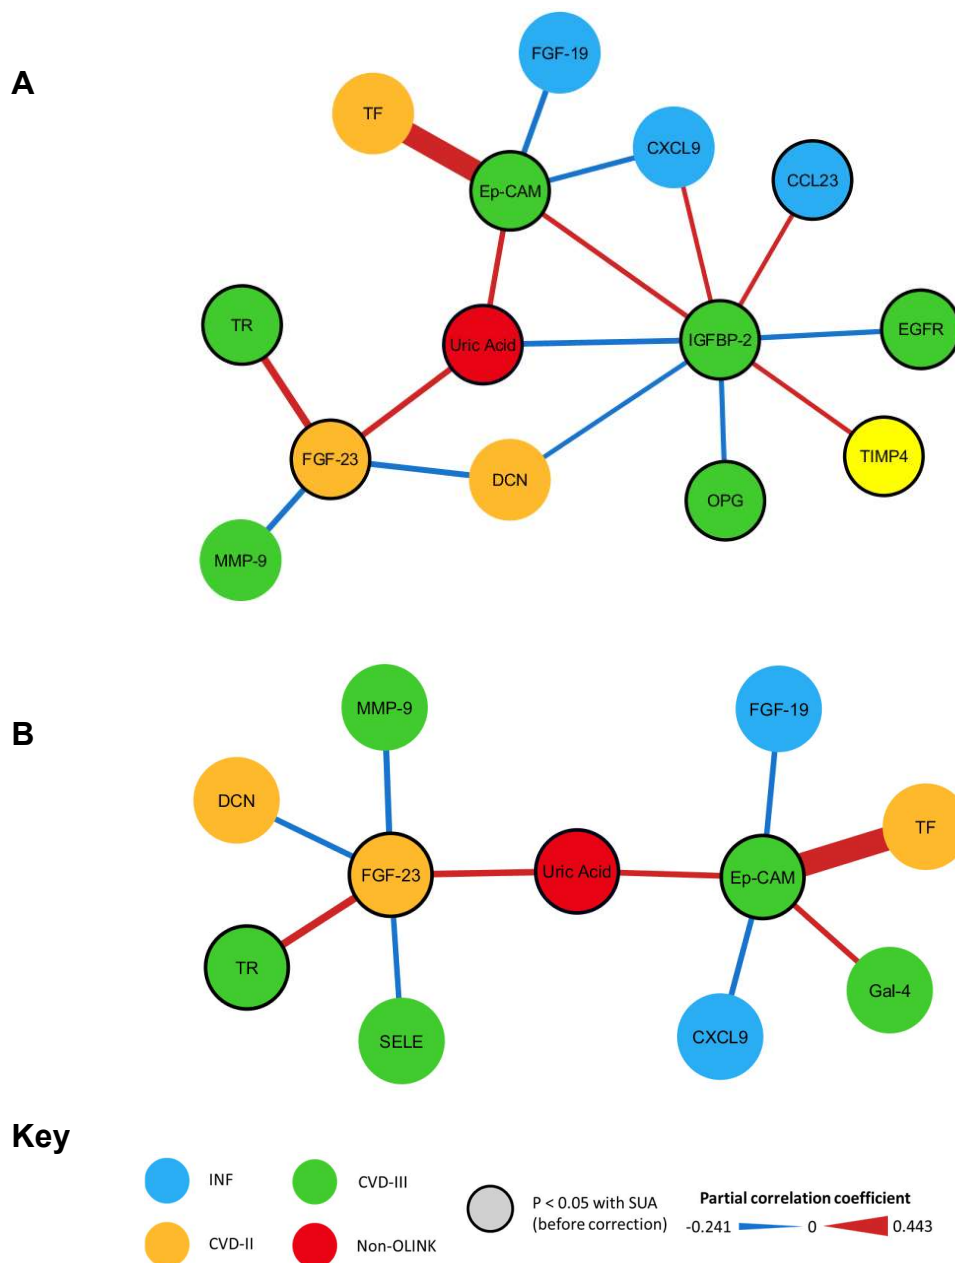 A
FGF-19
TF
CXLC9
Ep-CAM
CCL23
TR
Uric Acid
IGFBP-2
EGFR
FGF-23
DCN
TIMP4
OPG
MMP-9
B
MMP-9
FGF-19
DCN
TF
FGF-23
Uric Acid
Ep-CAM
TR
Gal-4
SELE
CXCL9
Key
INF
CVD-III
P < 0.05 with SUA
(before correction)
Partial correlation coefficient
-0.241
0
0.443
CVD-II
Non-OLINK